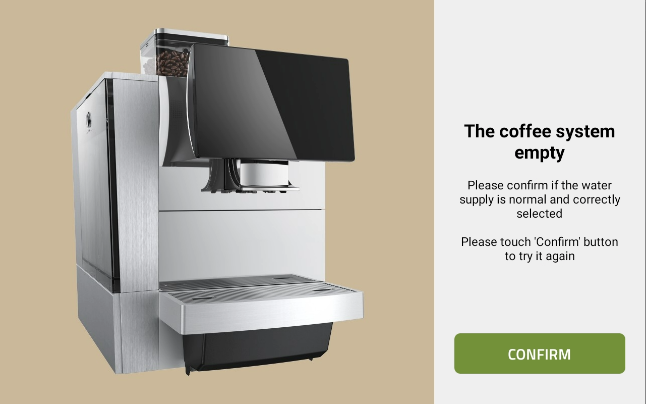 The coffee system
empty
Please confirm if the water
supply is normal and correctly
selected
Please touch 'Confirm' button
to try it again
CONFIRM